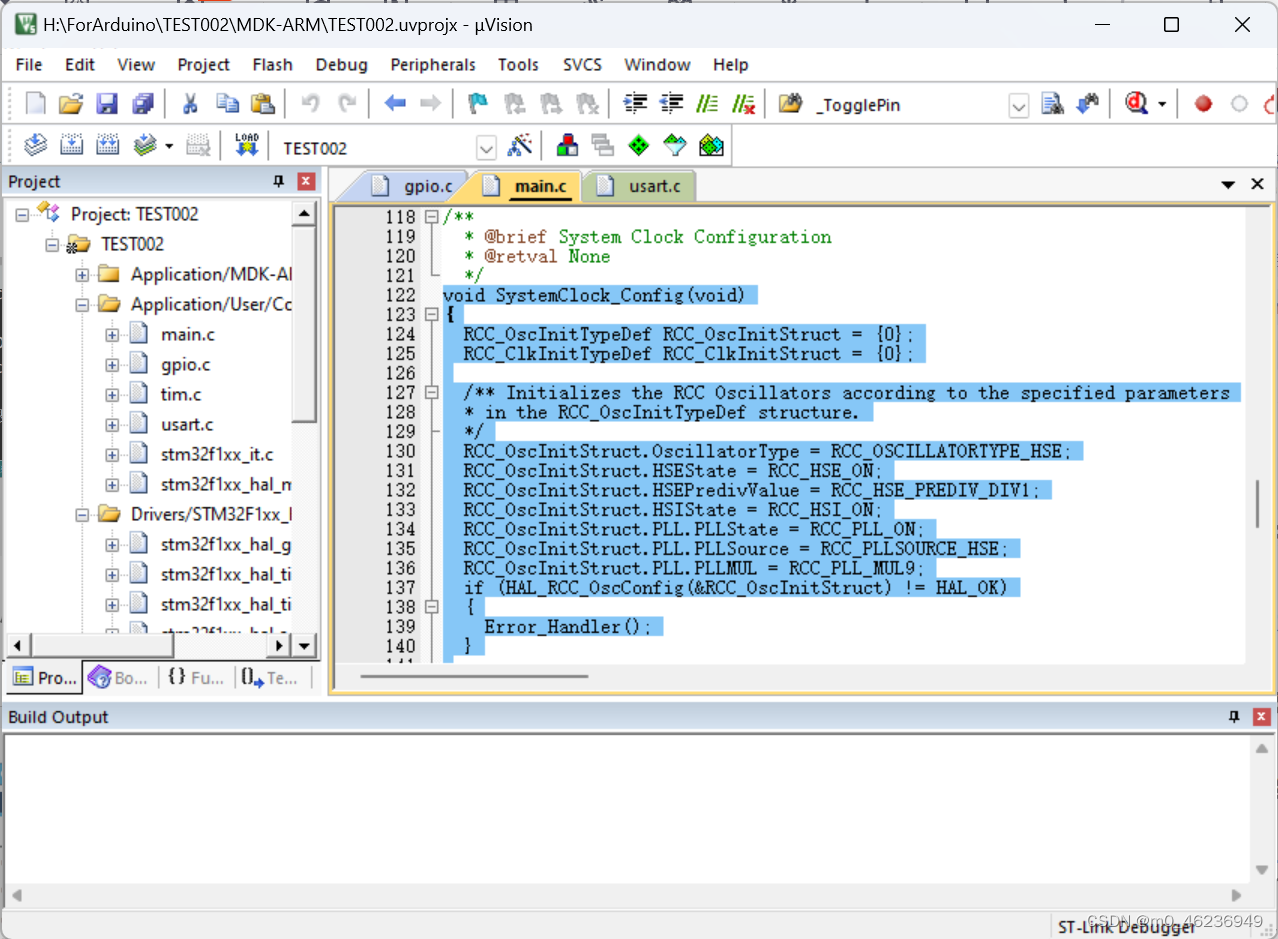 H:\ForArduino\TEST002\MDK-ARM\TEST002.uvprojx - µVision
File Edit View Project Flash Debug Peripherals Tools SVCS Window Help
_TogglePin
LOAD TEST002
Project
Project: TEST002
TEST002
Application/MDK-AI
Application/User/Cc
main.c
gpio.c
tim.c
usart.c
stm32f1xx_it.c
stm32f1xx_hal_m
Drivers/STM32F1xx_
stm32f1xx_hal_g
stm32f1xx_hal_ti
stm32f1xx_hal_ti
Pro... Bo... {} Fu... Te...
gpio.c main.c usart.c
118 /**
119 * @brief System Clock Configuration
120 * @retval None
121 */
122 void SystemClock_Config(void)
123 {
124 RCC_OscInitTypeDef RCC_OscInitStruct = {0};
125 RCC_ClkInitTypeDef RCC_ClkInitStruct = {0};
126
127 /** Initializes the RCC Oscillators according to the specified parameters
128 * in the RCC_OscInitTypeDef structure.
129 */
130 RCC_OscInitStruct.OscillatorType = RCC_OSCILLATORTYPE_HSE;
131 RCC_OscInitStruct.HSEState = RCC_HSE_ON;
132 RCC_OscInitStruct.HSEPredivValue = RCC_HSE_PREDIV_DIV1;
133 RCC_OscInitStruct.HSIState = RCC_HSI_ON;
134 RCC_OscInitStruct.PLL.PLLState = RCC_PLL_ON;
135 RCC_OscInitStruct.PLL.PLLSource = RCC_PLLSOURCE_HSE;
136 RCC_OscInitStruct.PLL.PLLMUL = RCC_PLL_MUL9;
137 if (HAL_RCC_OscConfig(&RCC_OscInitStruct) != HAL_OK)
138 {
139 Error_Handler();
140 }
Build Output
ST-Link Debugger
CSDN @m0_46236949